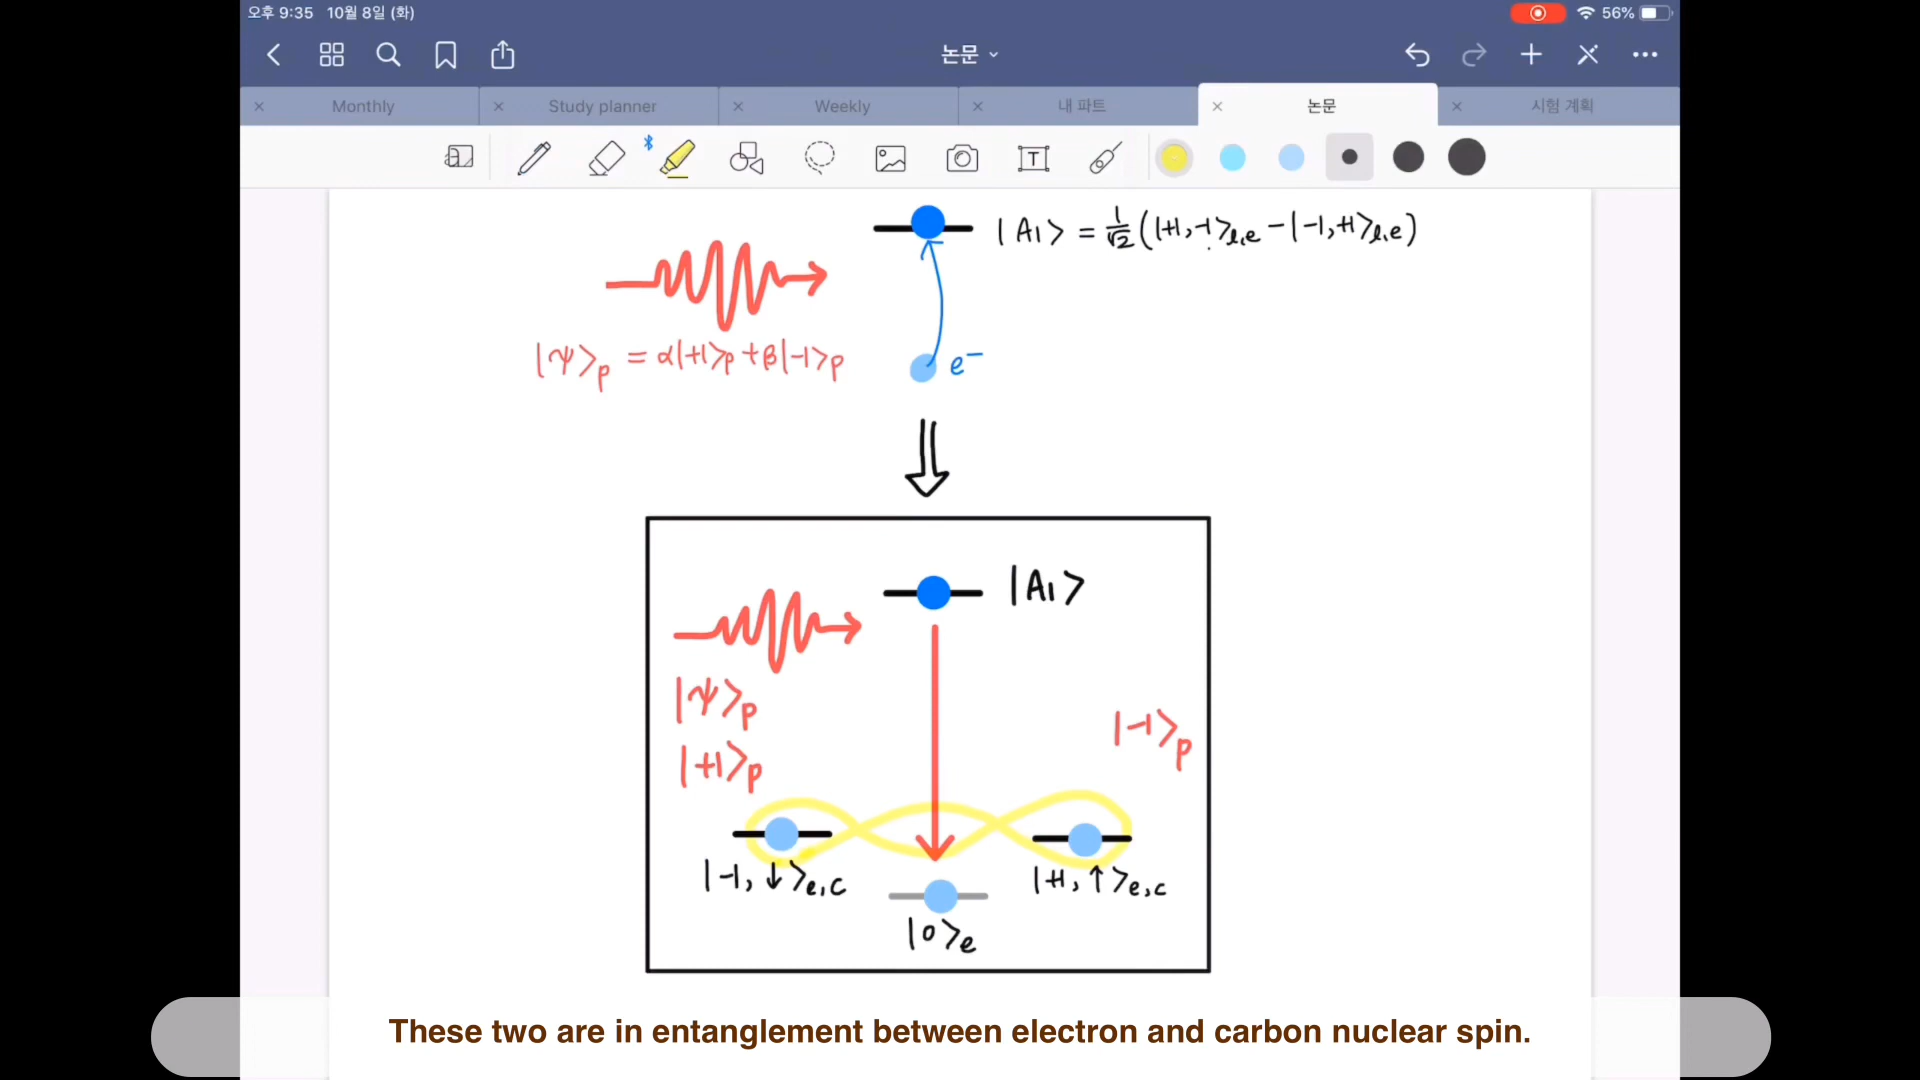 오후 9:35 10월 8일 (화) 56%
논문
Monthly Study planner Weekly 내 파트 논문 시험 계획
|A₁> = 1/√2 (|+1,-1>ℓ,e - |-1,+1>ℓ,e)
|ψ>p = α|+1>p + β|-1>p
e⁻
|A₁>
|ψ>p
|-1>p
|+1>p
|-1, ↓>e,c
|+1, ↑>e,c
|0>e
These two are in entanglement between electron and carbon nuclear spin.